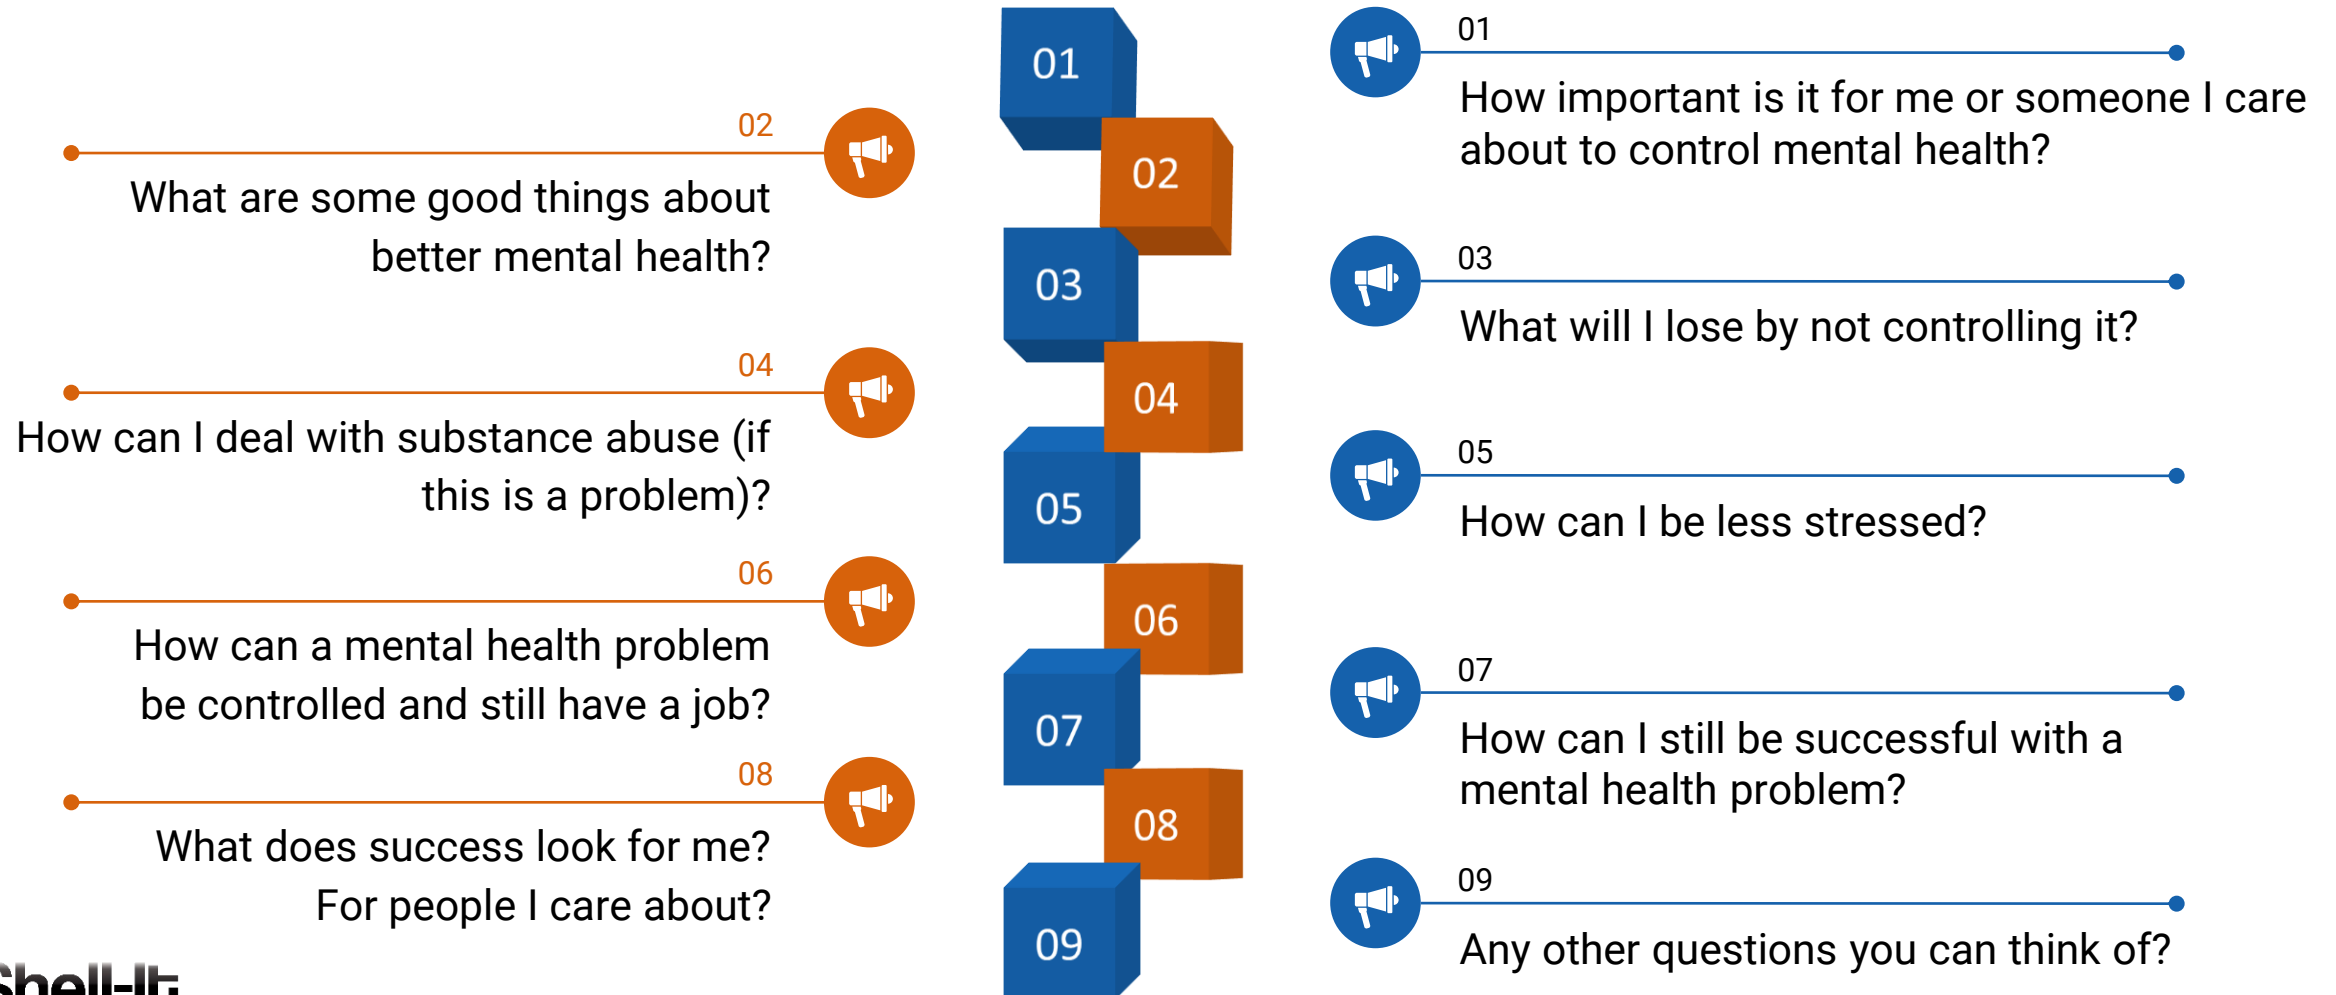 01
How important is it for me or someone I care
about to control mental health?
02
What are some good things about
better mental health?
03
What will I lose by not controlling it?
04
How can I deal with substance abuse (if
this is a problem)?
05
How can I be less stressed?
06
How can a mental health problem
be controlled and still have a job?
07
How can I still be successful with a
mental health problem?
08
What does success look for me?
For people I care about?
09
Any other questions you can think of?
01
02
03
04
05
06
07
08
09
Shell-It